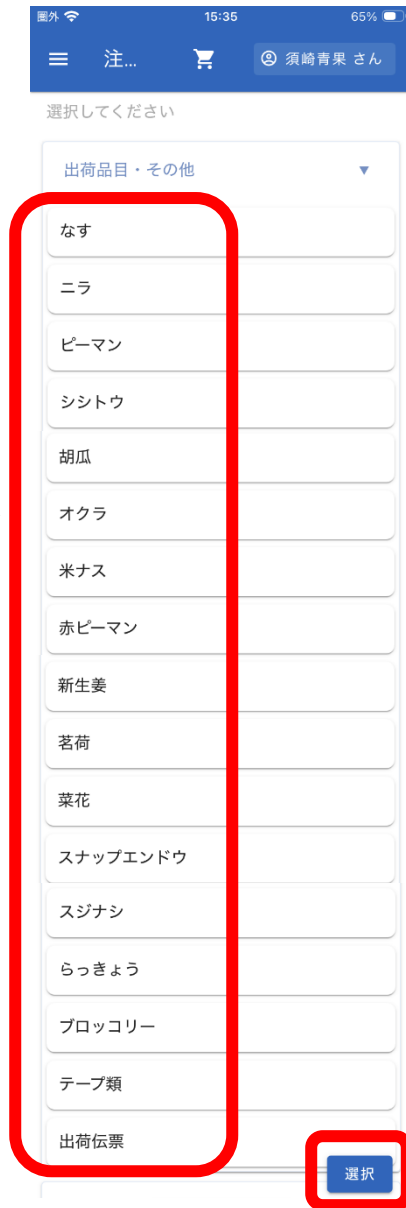 圏外 15:35 65%
注... 須崎青果 さん
選択してください
出荷品目・その他 ▼
なす
ニラ
ピーマン
シシトウ
胡瓜
オクラ
米ナス
赤ピーマン
新生姜
茗荷
菜花
スナップエンドウ
スジナシ
らっきょう
ブロッコリー
テープ類
出荷伝票
選択